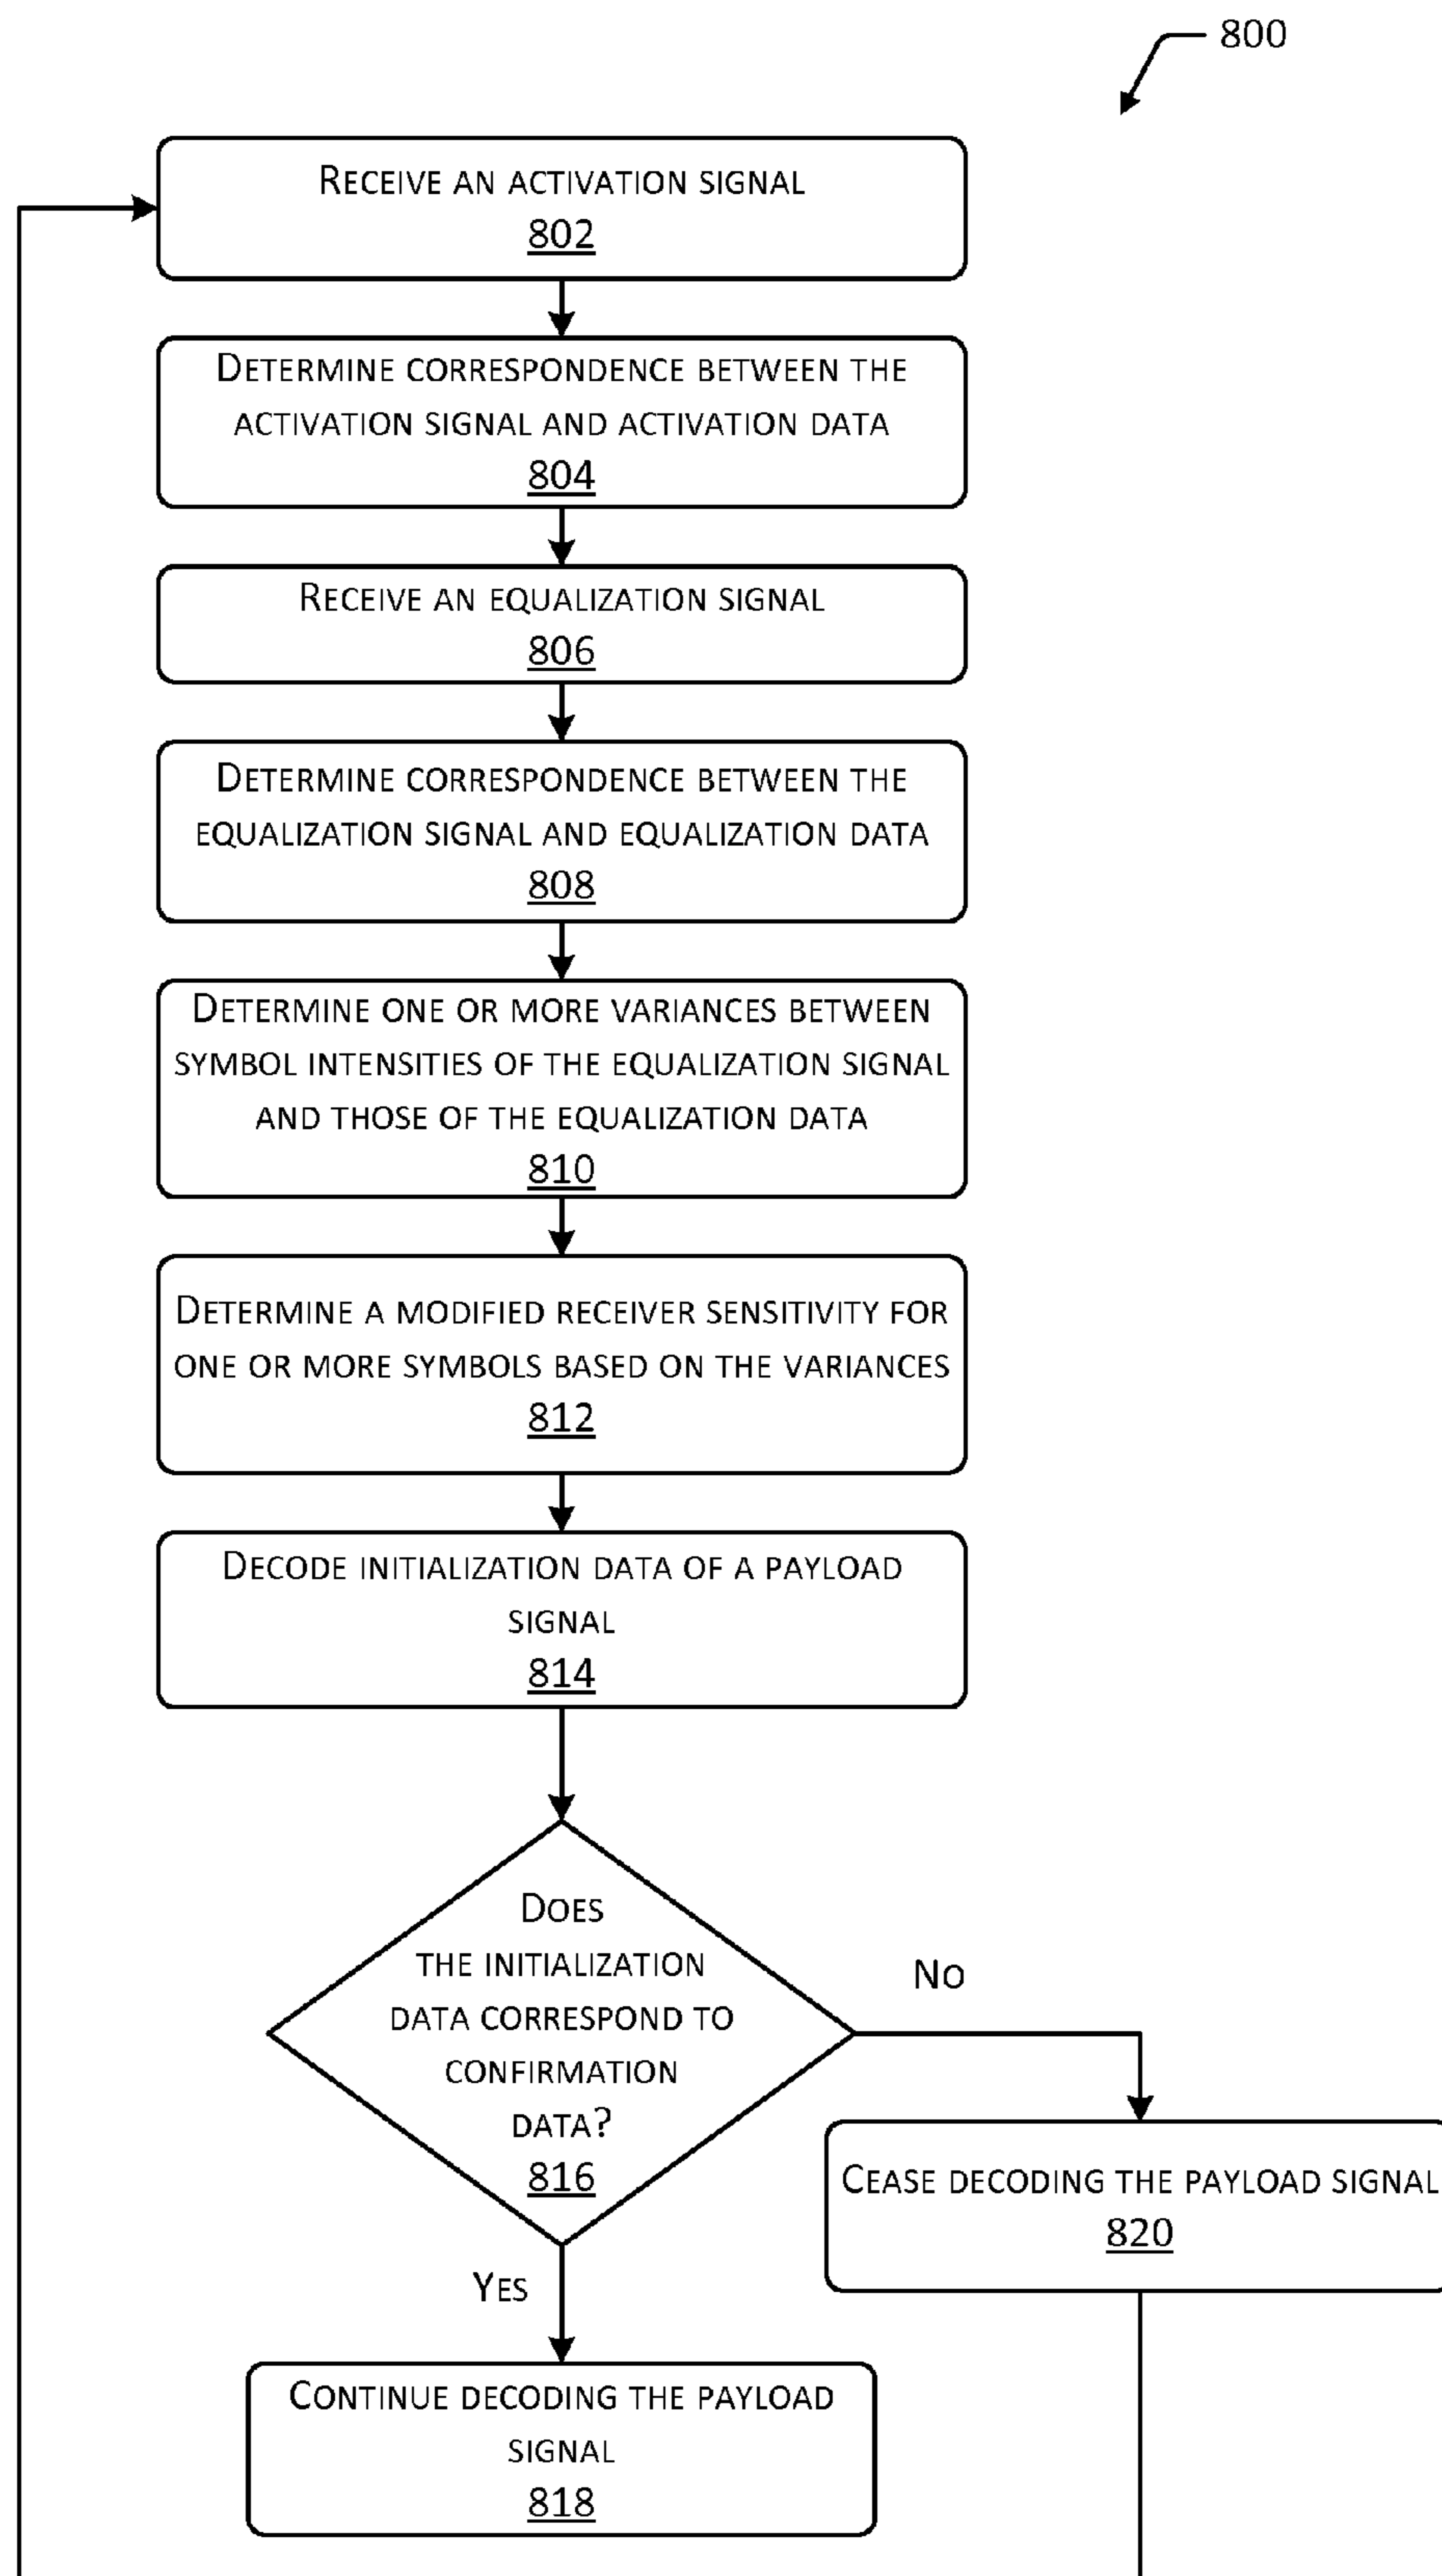 800
Receive an activation signal
802
Determine correspondence between the
activation signal and activation data
804
Receive an equalization signal
806
Determine correspondence between the
equalization signal and equalization data
808
Determine one or more variances between
symbol intensities of the equalization signal
and those of the equalization data
810
Determine a modified receiver sensitivity for
one or more symbols based on the variances
812
Decode initialization data of a payload
signal
814
Does
the initialization
data correspond to
confirmation
data?
816
No
Cease decoding the payload signal
820
Yes
Continue decoding the payload
signal
818